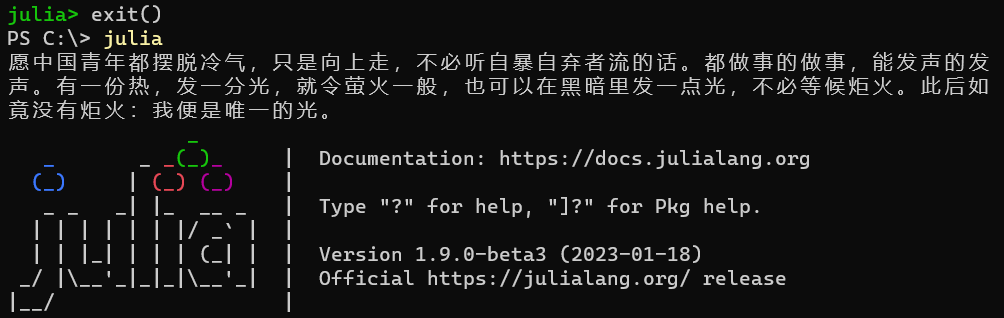 julia> exit()
PS C:\> julia
愿中国青年都摆脱冷气，只是向上走，不必听自暴自弃者流的话。都做事的做事，能发声的发
声。有一份热，发一分光，就令萤火一般，也可以在黑暗里发一点光，不必等候炬火。此后如
竟没有炬火：我便是唯一的光。
Documentation: https://docs.julialang.org
Type "?" for help, "]?" for Pkg help.
Version 1.9.0-beta3 (2023-01-18)
Official https://julialang.org/ release